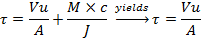 τ = Vu/A + M × c/J yields→ τ = Vu/A